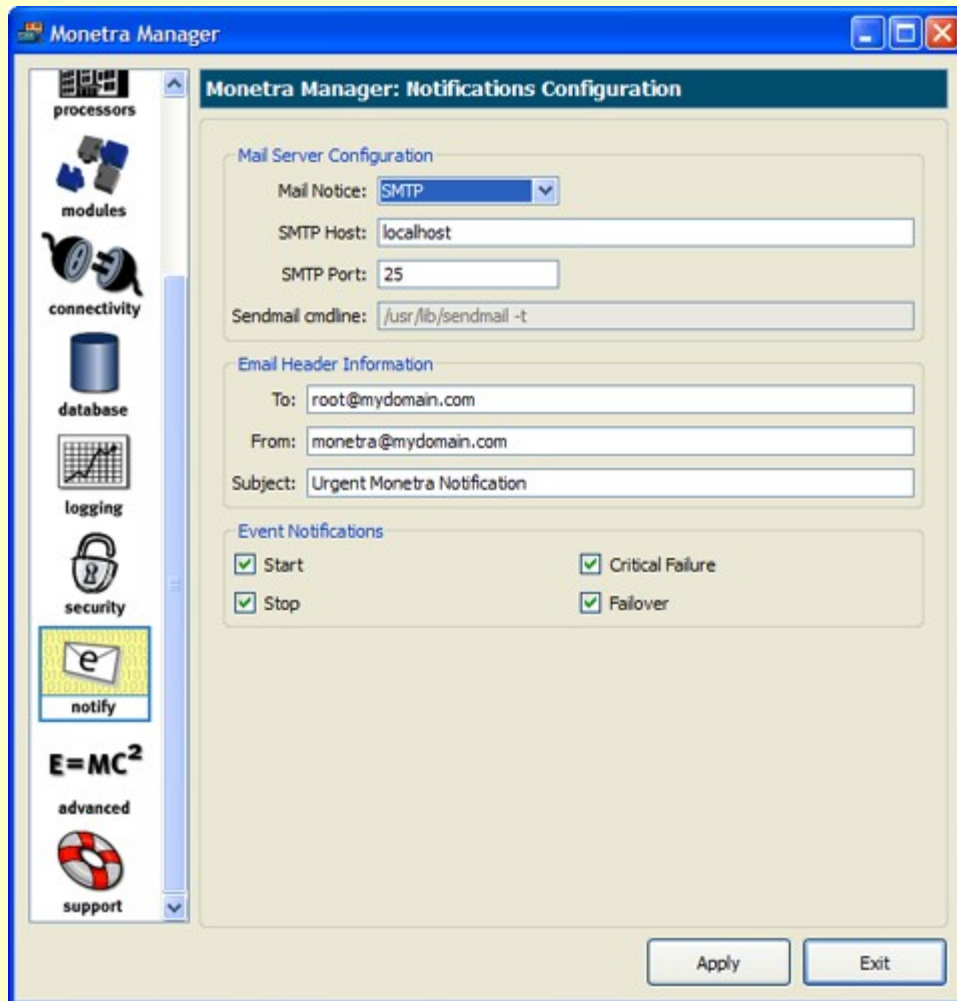 Monetra Manager
processors
modules
connectivity
database
logging
security
e
notify
E=MC²
advanced
support
Monetra Manager: Notifications Configuration
Mail Server Configuration
Mail Notice: SMTP
SMTP Host: localhost
SMTP Port: 25
Sendmail cmdline: /usr/lib/sendmail -t
Email Header Information
To: root@mydomain.com
From: monetra@mydomain.com
Subject: Urgent Monetra Notification
Event Notifications
Start Critical Failure
Stop Failover
Apply Exit